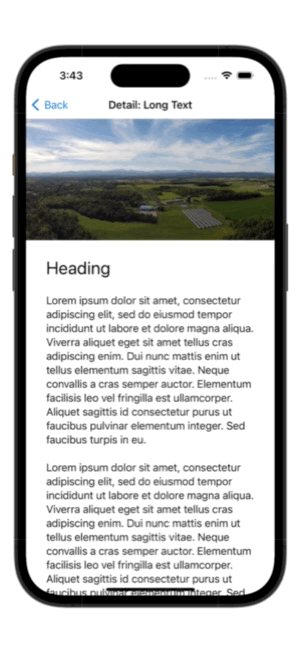 3:43
Back
Detail: Long Text
Heading
Lorem ipsum dolor sit amet, consectetur
adipiscing elit, sed do eiusmod tempor
incididunt ut labore et dolore magna aliqua.
Viverra aliquet eget sit amet tellus cras
adipiscing enim. Dui nunc mattis enim ut
tellus elementum sagittis vitae. Neque
convallis a cras semper auctor. Elementum
facilisis leo vel fringilla est ullamcorper.
Aliquet sagittis id consectetur purus ut
faucibus pulvinar elementum integer. Sed
faucibus turpis in eu.
Lorem ipsum dolor sit amet, consectetur
adipiscing elit, sed do eiusmod tempor
incididunt ut labore et dolore magna aliqua.
Viverra aliquet eget sit amet tellus cras
adipiscing enim. Dui nunc mattis enim ut
tellus elementum sagittis vitae. Neque
convallis a cras semper auctor. Elementum
facilisis leo vel fringilla est ullamcorper.
Aliquet sagittis id consectetur purus ut
faucibus pulvinar elementum integer. Sed